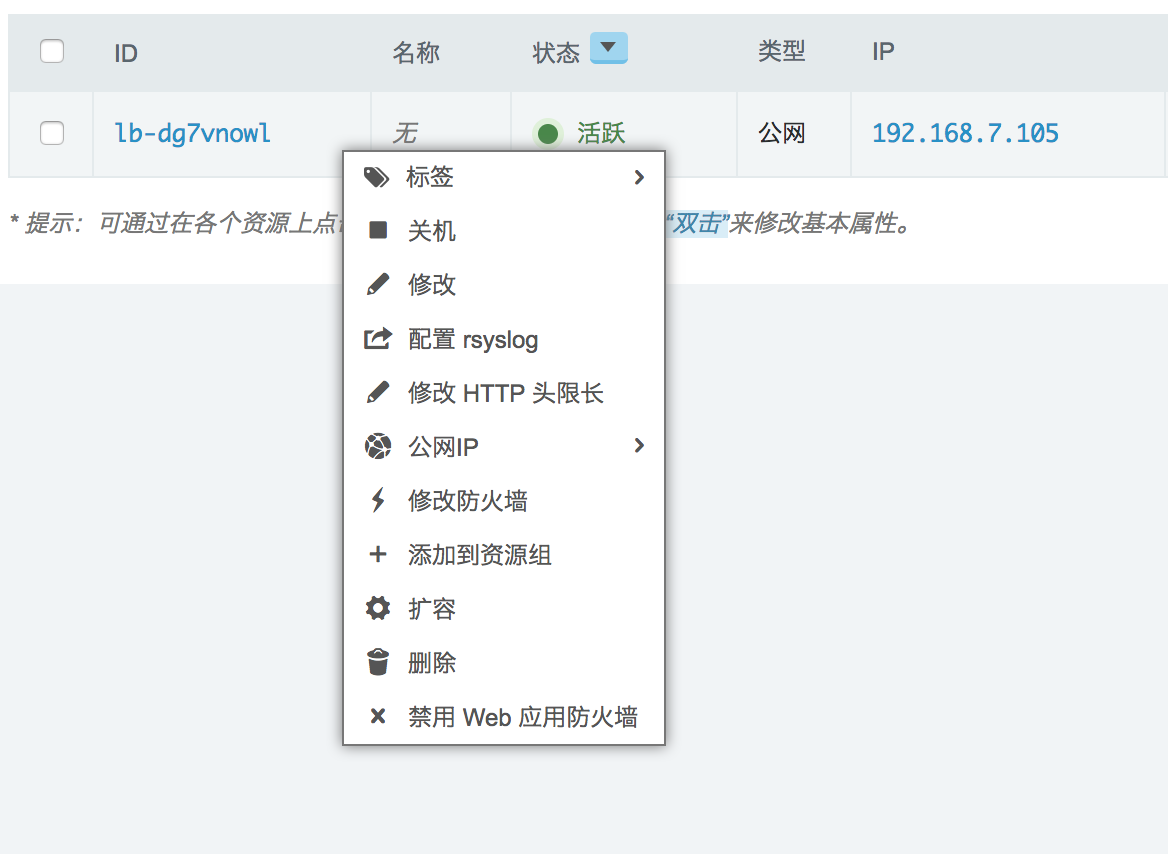 ID 名称 状态 类型 IP
lb-dg7vnowl 无 活跃 公网 192.168.7.105
* 提示：可通过在各个资源上点 “双击”来修改基本属性。
标签
关机
修改
配置 rsyslog
修改 HTTP 头限长
公网IP
修改防火墙
添加到资源组
扩容
删除
禁用 Web 应用防火墙